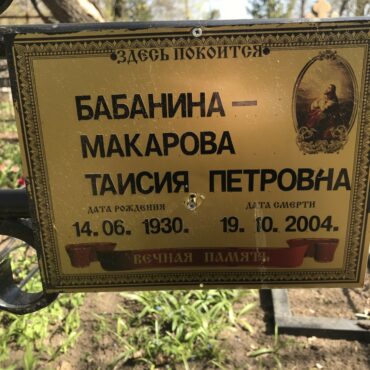 ЗДЕСЬ ПОКОИТСЯ
БАБАНИНА —
МАКАРОВА
ТАИСИЯ ПЕТРОВНА
ДАТА РОЖДЕНИЯ ДАТА СМЕРТИ
14. 06. 1930. 19. 10. 2004.
ВЕЧНАЯ ПАМЯТЬ